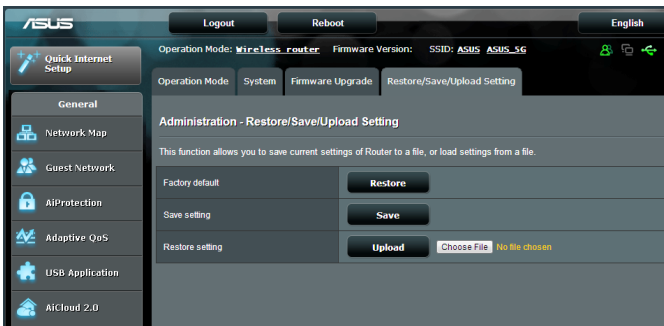 ASUS
Logout
Reboot
English
Quick Internet
Setup
Operation Mode: Wireless router Firmware Version: SSID: ASUS ASUS_5G
Operation Mode
System
Firmware Upgrade
Restore/Save/Upload Setting
General
Network Map
Guest Network
AiProtection
Adaptive QoS
USB Application
AiCloud 2.0
Administration - Restore/Save/Upload Setting
This function allows you to save current settings of Router to a file, or load settings from a file.
Factory default
Restore
Save setting
Save
Restore setting
Upload
Choose File
No file chosen